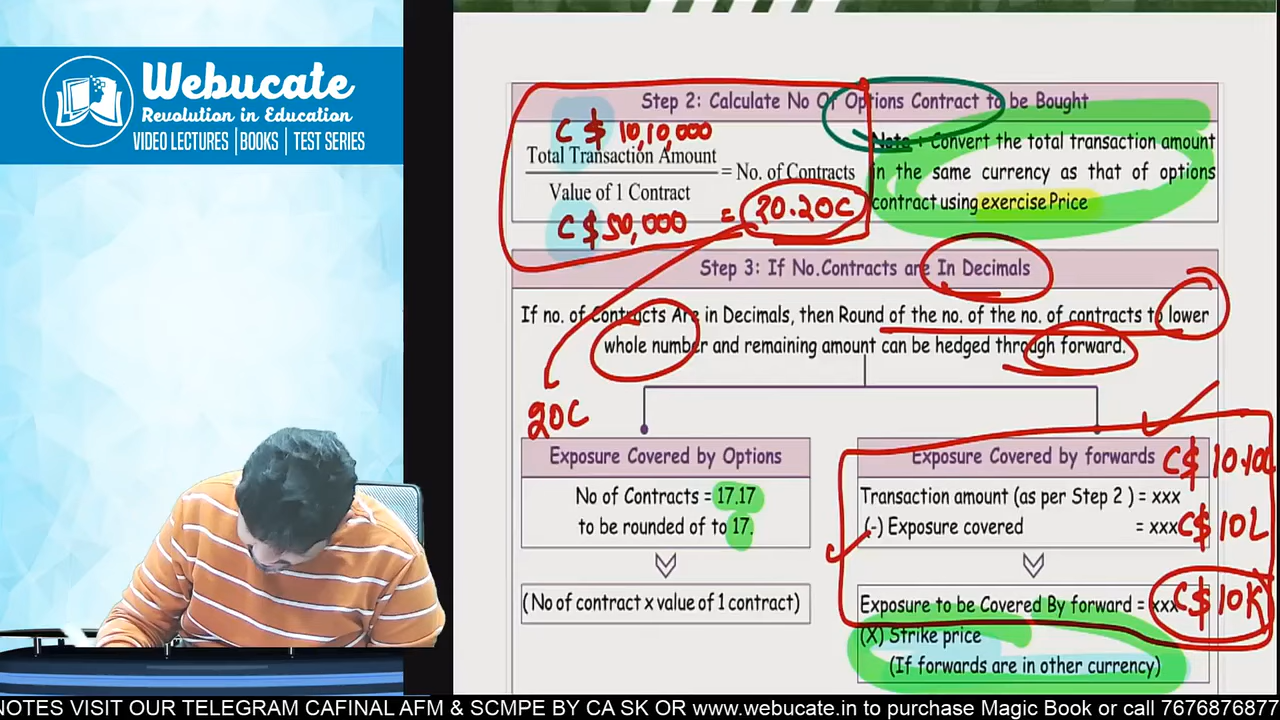 Webucate
Revolution in Education
VIDEO LECTURES | BOOKS | TEST SERIES
Step 2: Calculate No Of Options Contract to be Bought
C $ 10,10,000
Total Transaction Amount
Value of 1 Contract
= No. of Contracts
C $ 50,000 = 20.20C
Note : Convert the total transaction amount
in the same currency as that of options
contract using exercise Price
Step 3: If No.Contracts are In Decimals
If no. of Contracts Are in Decimals, then Round of the no. of the no. of contracts to lower
whole number and remaining amount can be hedged through forward.
20C
Exposure Covered by Options
No of Contracts = 17.17
to be rounded of to 17.
( No of contract x value of 1 contract)
Exposure Covered by forwards C$
Transaction amount (as per Step 2 ) = xxx
(-) Exposure covered = xxx C$ 10L
Exposure to be Covered By forward = xxx C$ 10K
(X) Strike price
(If forwards are in other currency)
NOTES VISIT OUR TELEGRAM CAFINAL AFM & SCMPE BY CA SK OR www.webucate.in to purchase Magic Book or call 7676876877